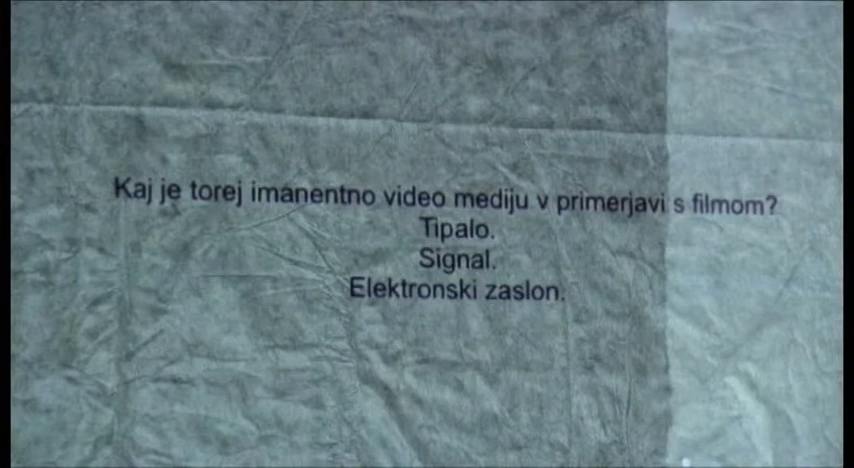 Kaj je torej imanentno video mediju v primerjavi s filmom?
Tipalo.
Signal.
Elektronski zaslon.